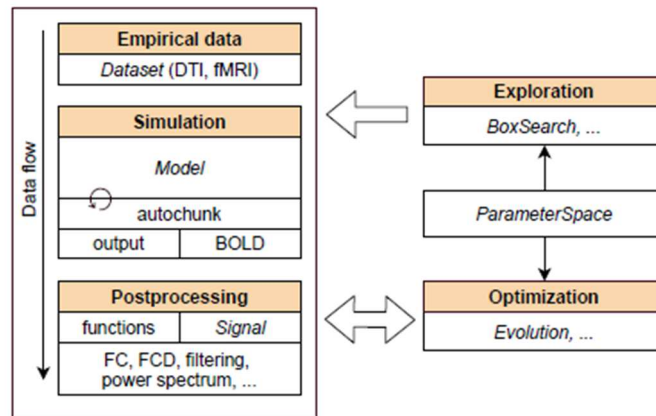 Data flow
Empirical data
Dataset (DTI, fMRI)
Simulation
Model
autochunk
output
BOLD
Postprocessing
functions
Signal
FC, FCD, filtering,
power spectrum, ...
Exploration
BoxSearch, ...
ParameterSpace
Optimization
Evolution, ...